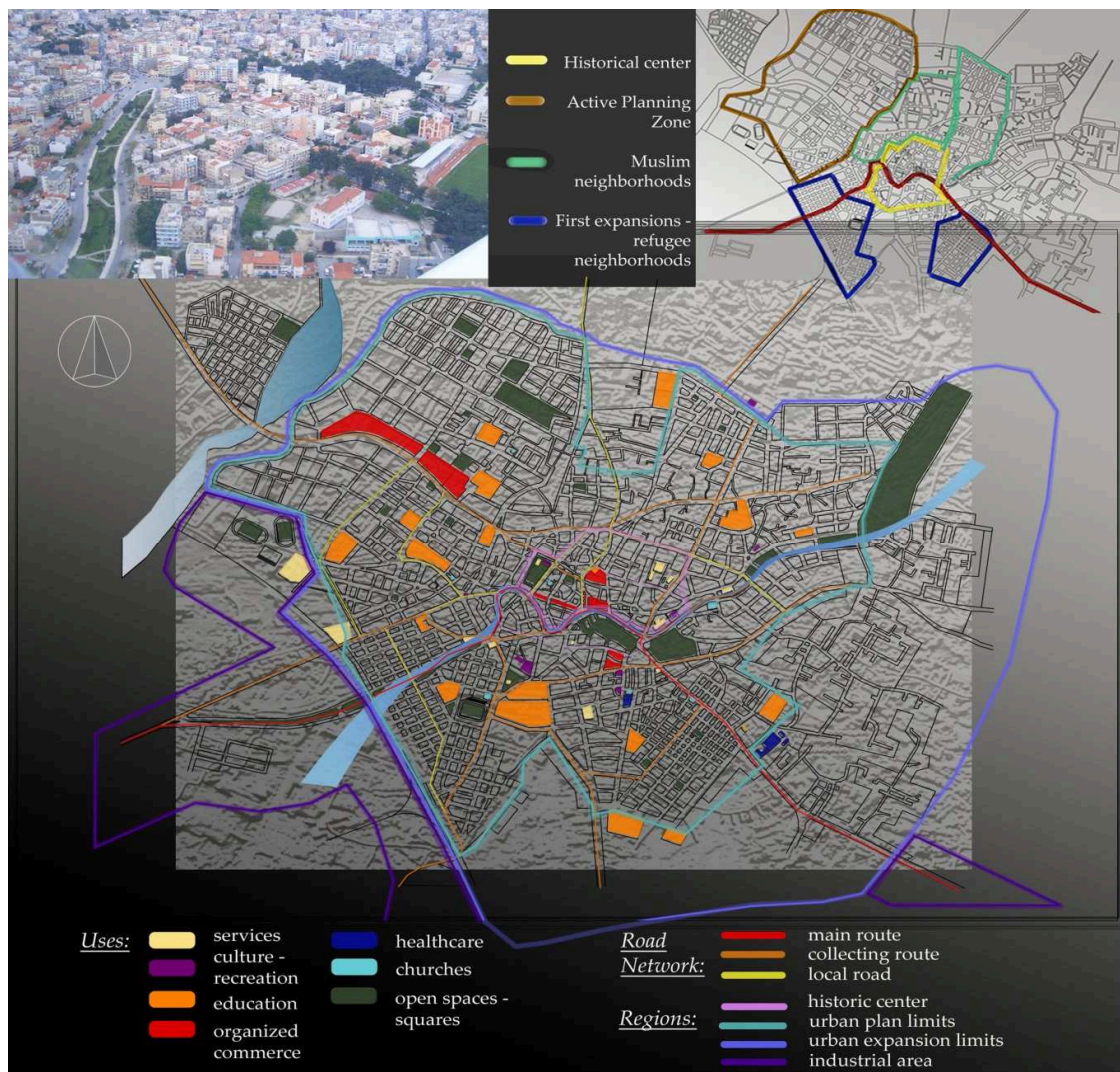 Historical center
Active Planning
Zone
Muslim
neighborhoods
First expansions -
refugee
neighborhoods
Uses:
services
culture -
recreation
education
organized
commerce
healthcare
churches
open spaces -
squares
Road
Network:
main route
collecting route
local road
Regions:
historic center
urban plan limits
urban expansion limits
industrial area